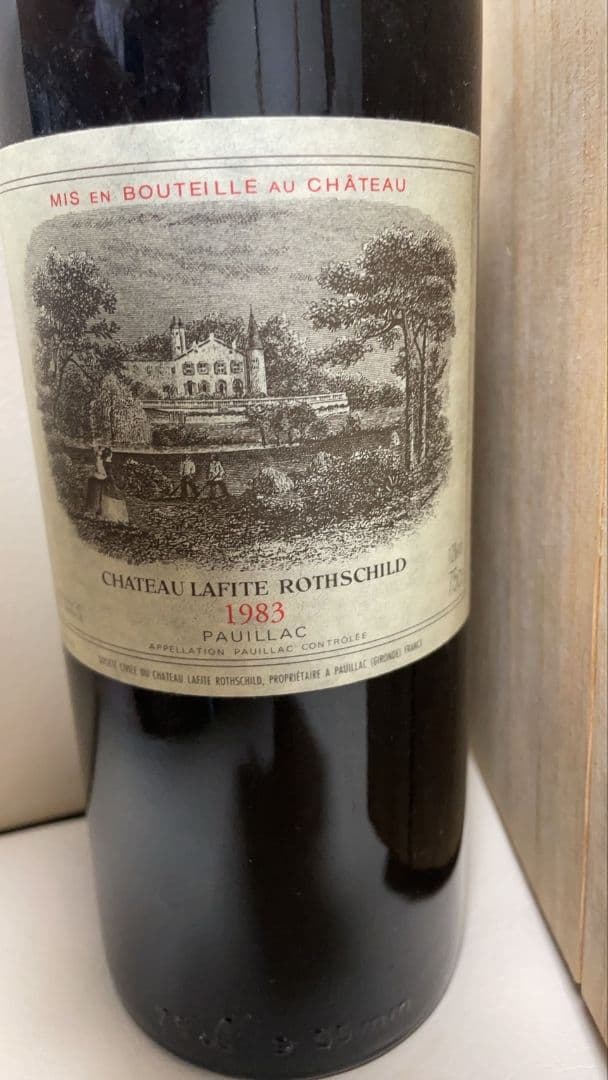 MIS EN BOUTEILLE AU CHÂTEAU
CHATEAU LAFITE ROTHSCHILD
1983
PAUILLAC
APPELLATION PAUILLAC CONTRÔLÉE
SOCIÉTÉ CIVILE DU CHATEAU LAFITE ROTHSCHILD, PROPRIÉTAIRE A PAUILLAC (GIRONDE) FRANCE